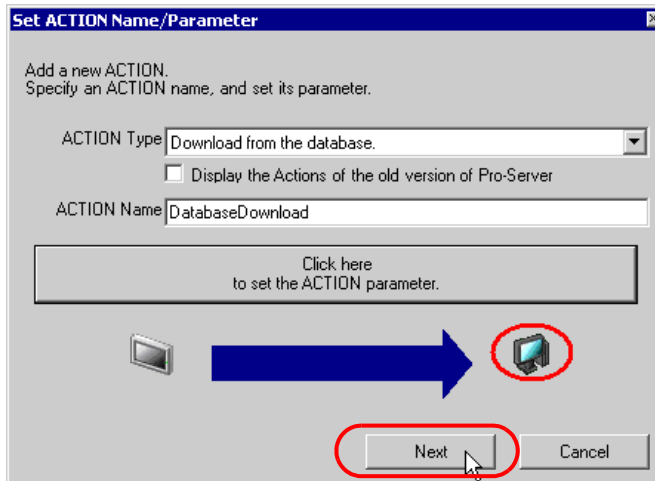 Set ACTION Name/Parameter
Add a new ACTION.
Specify an ACTION name, and set its parameter.
ACTION Type Download from the database.
Display the Actions of the old version of Pro-Server
ACTION Name DatabaseDownload
Click here
to set the ACTION parameter.
Next Cancel